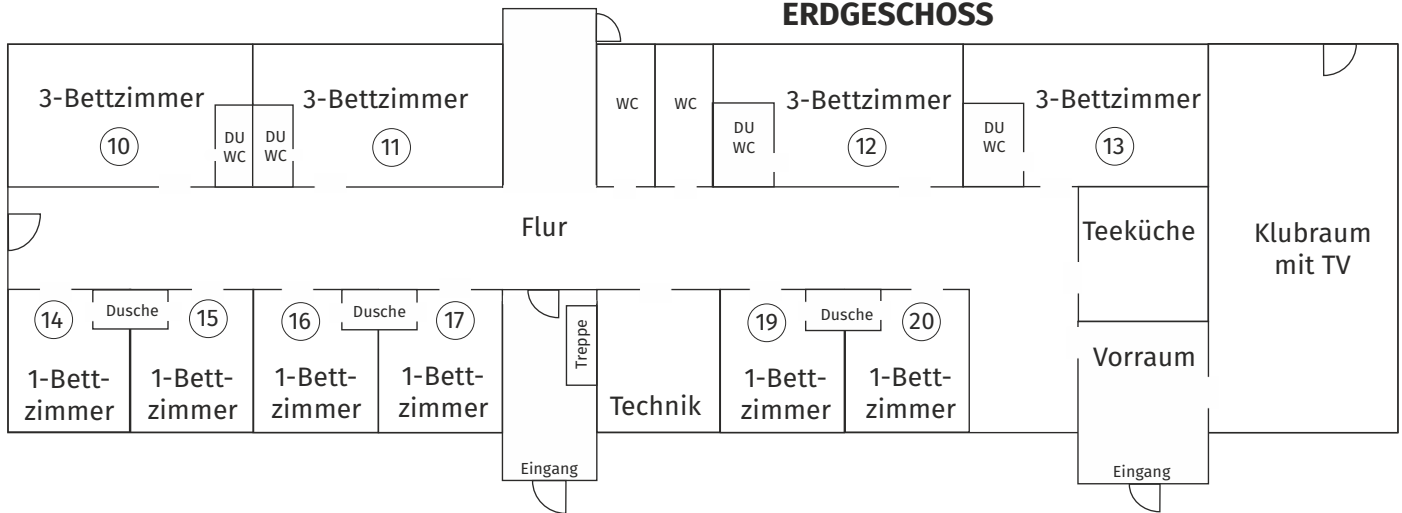 ERDGESCHOSS
3-Bettzimmer
10
DU
WC
DU
WC
3-Bettzimmer
11
WC
WC
DU
WC
3-Bettzimmer
12
DU
WC
3-Bettzimmer
13
Flur
Teeküche
Klubraum
mit TV
14
Dusche
15
16
Dusche
17
Treppe
19
Dusche
20
Vorraum
1-Bett-
zimmer
1-Bett-
zimmer
1-Bett-
zimmer
1-Bett-
zimmer
Technik
1-Bett-
zimmer
1-Bett-
zimmer
Eingang
Eingang